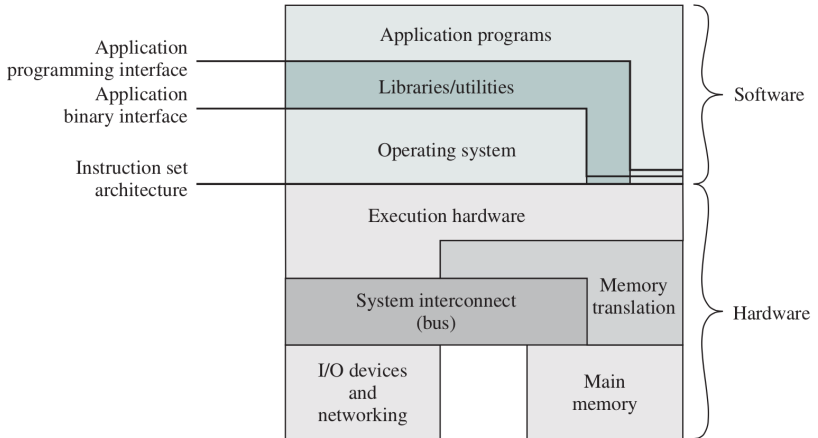 Application programs
Application
programming interface
Libraries/utilities
Software
Application
binary interface
Operating system
Instruction set
architecture
Execution hardware
Memory
translation
System interconnect
(bus)
Hardware
I/O devices
and
networking
Main
memory